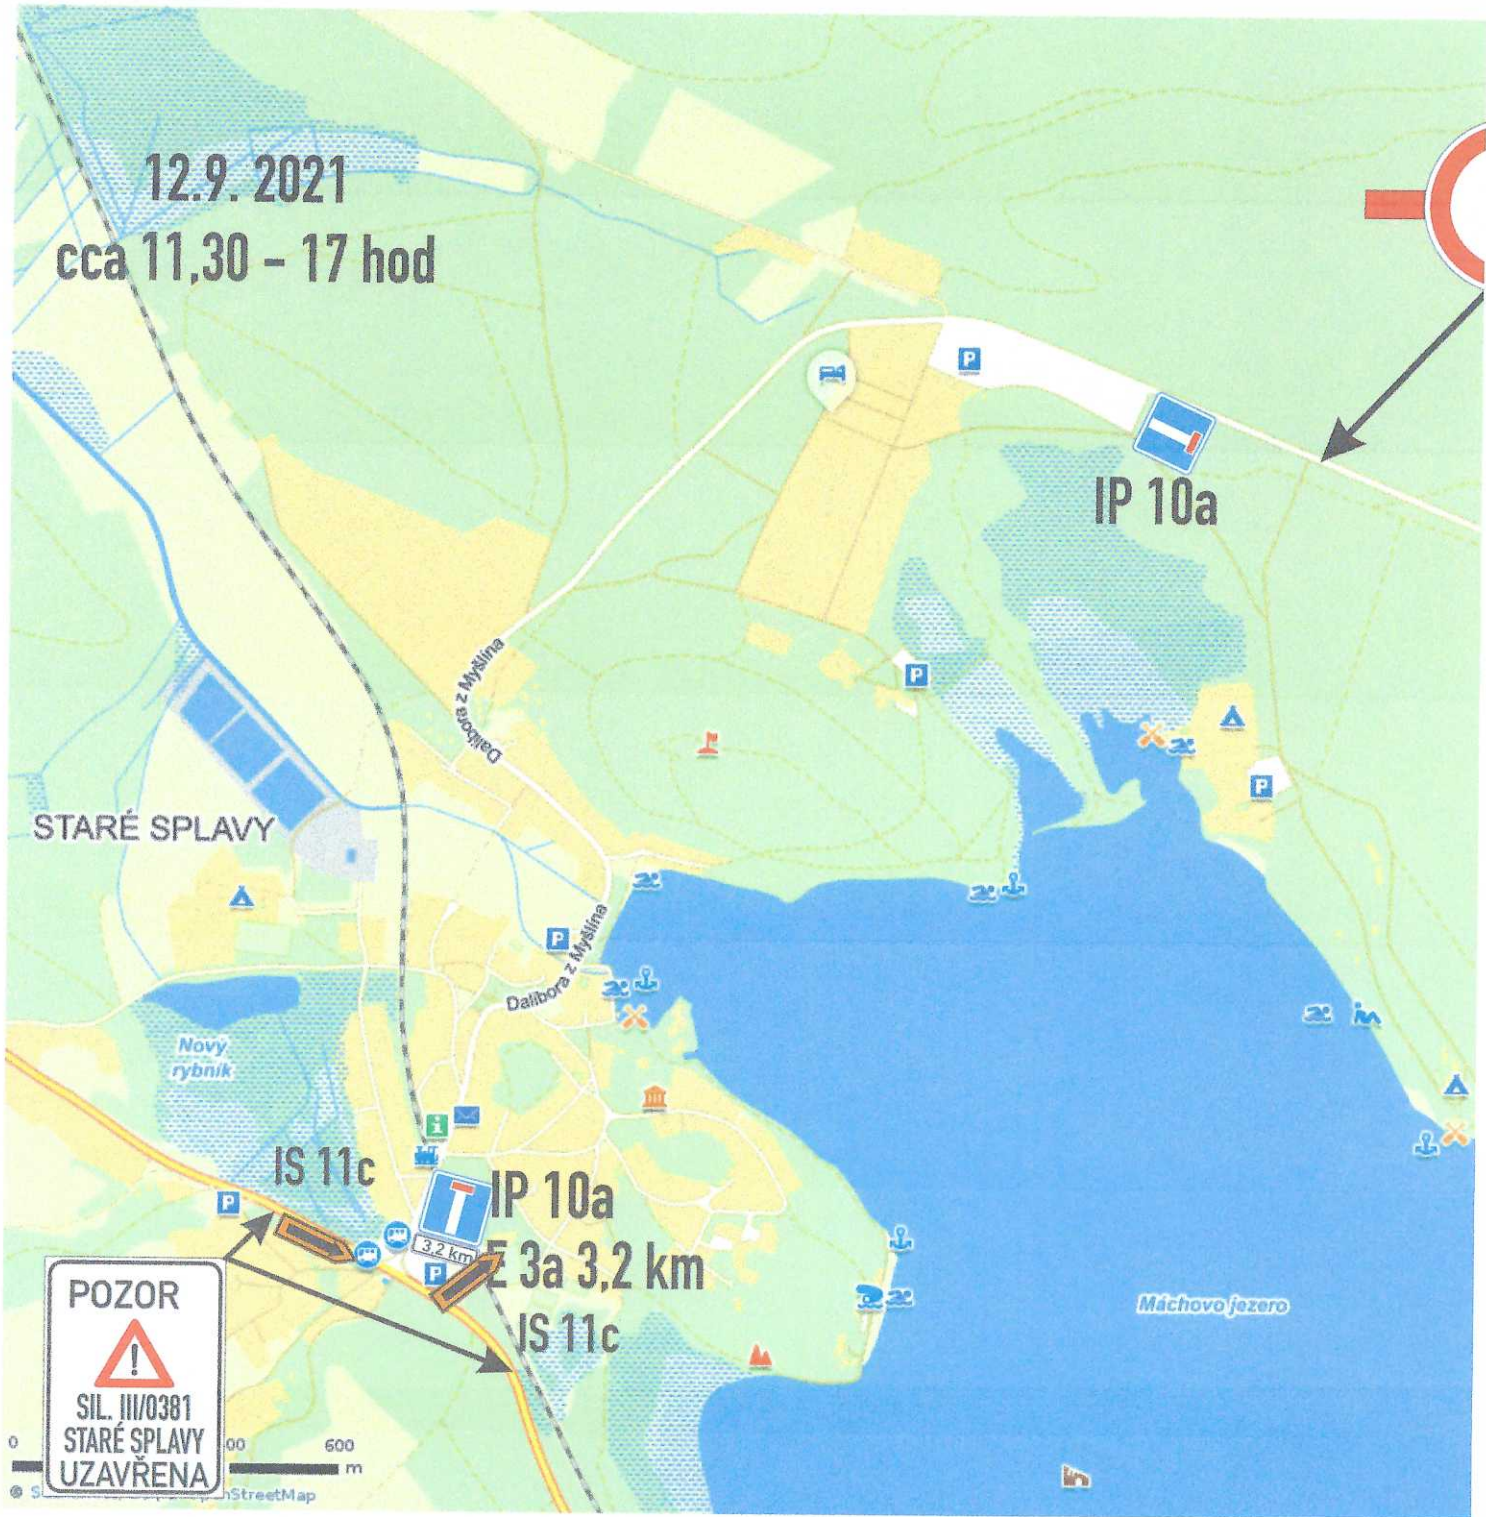 12.9. 2021
cca 11,30 – 17 hod
P
IP 10a
Dalibora z Myšlína
P
P
STARÉ SPLAVY
Dalibora z Myšlína
P
Nový
rybník
i
IS 11c
P
IP 10a
3,2 km
E 3a 3,2 km
P
IS 11c
Máchovo jezero
POZOR
!
SIL. III/0381
STARÉ SPLAVY
UZAVŘENA
0
600
m
OpenStreetMap